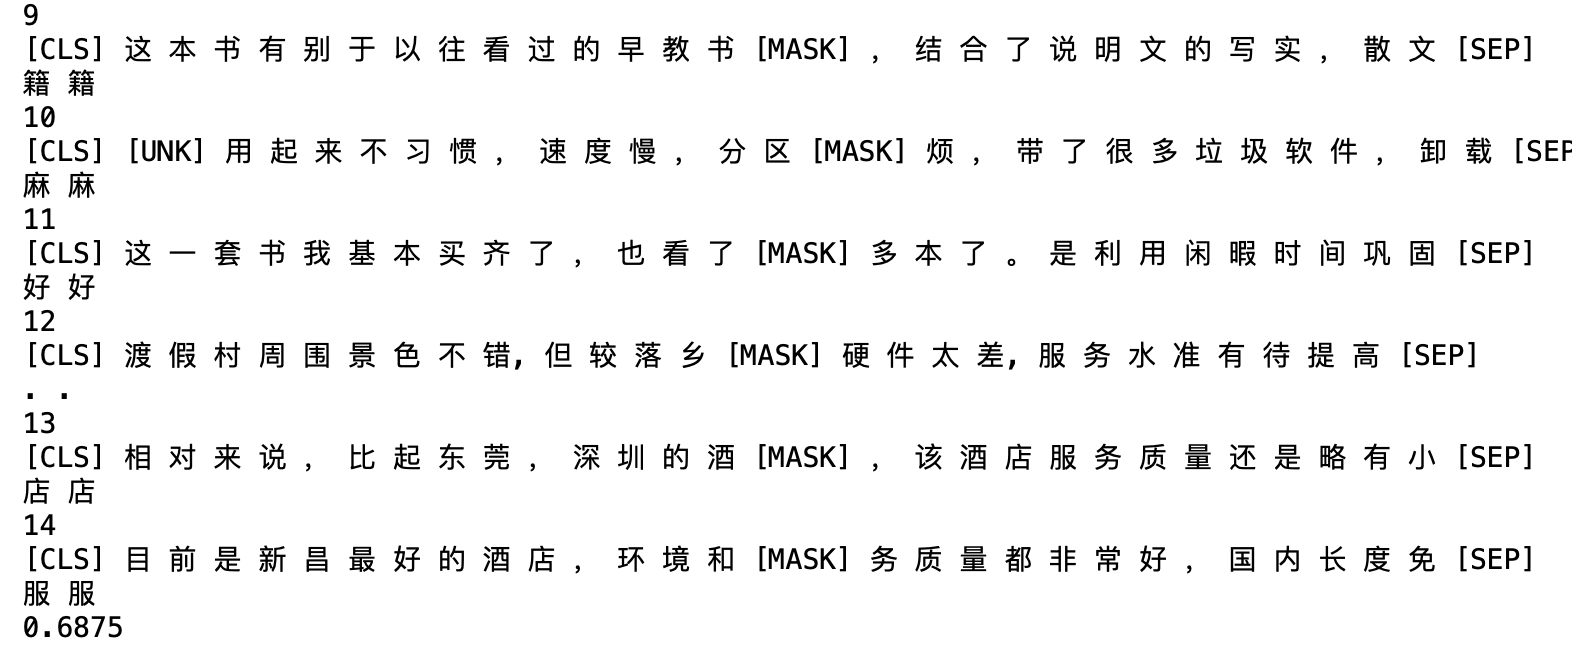 9
[CLS] 这 本 书 有 别 于 以 往 看 过 的 早 教 书 [MASK] ， 结 合 了 说 明 文 的 写 实 ， 散 文 [SEP]
籍 籍
10
[CLS] [UNK] 用 起 来 不 习 惯 ， 速 度 慢 ， 分 区 [MASK] 烦 ， 带 了 很 多 垃 圾 软 件 ， 卸 载 [SEP
麻 麻
11
[CLS] 这 一 套 书 我 基 本 买 齐 了 ， 也 看 了 [MASK] 多 本 了 。 是 利 用 闲 暇 时 间 巩 固 [SEP]
好 好
12
[CLS] 渡 假 村 周 围 景 色 不 错, 但 较 落 乡 [MASK] 硬 件 太 差, 服 务 水 准 有 待 提 高 [SEP]
. .
13
[CLS] 相 对 来 说 ， 比 起 东 莞 ， 深 圳 的 酒 [MASK] ， 该 酒 店 服 务 质 量 还 是 略 有 小 [SEP]
店 店
14
[CLS] 目 前 是 新 昌 最 好 的 酒 店 ， 环 境 和 [MASK] 务 质 量 都 非 常 好 ， 国 内 长 度 免 [SEP]
服 服
0.6875